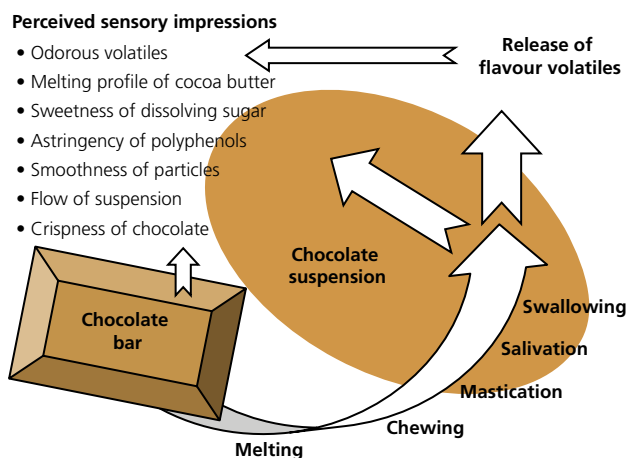 Perceived sensory impressions
• Odorous volatiles
• Melting profile of cocoa butter
• Sweetness of dissolving sugar
• Astringency of polyphenols
• Smoothness of particles
• Flow of suspension
• Crispness of chocolate
Release of
flavour volatiles
Chocolate
suspension
Chocolate
bar
Swallowing
Salivation
Mastication
Chewing
Melting